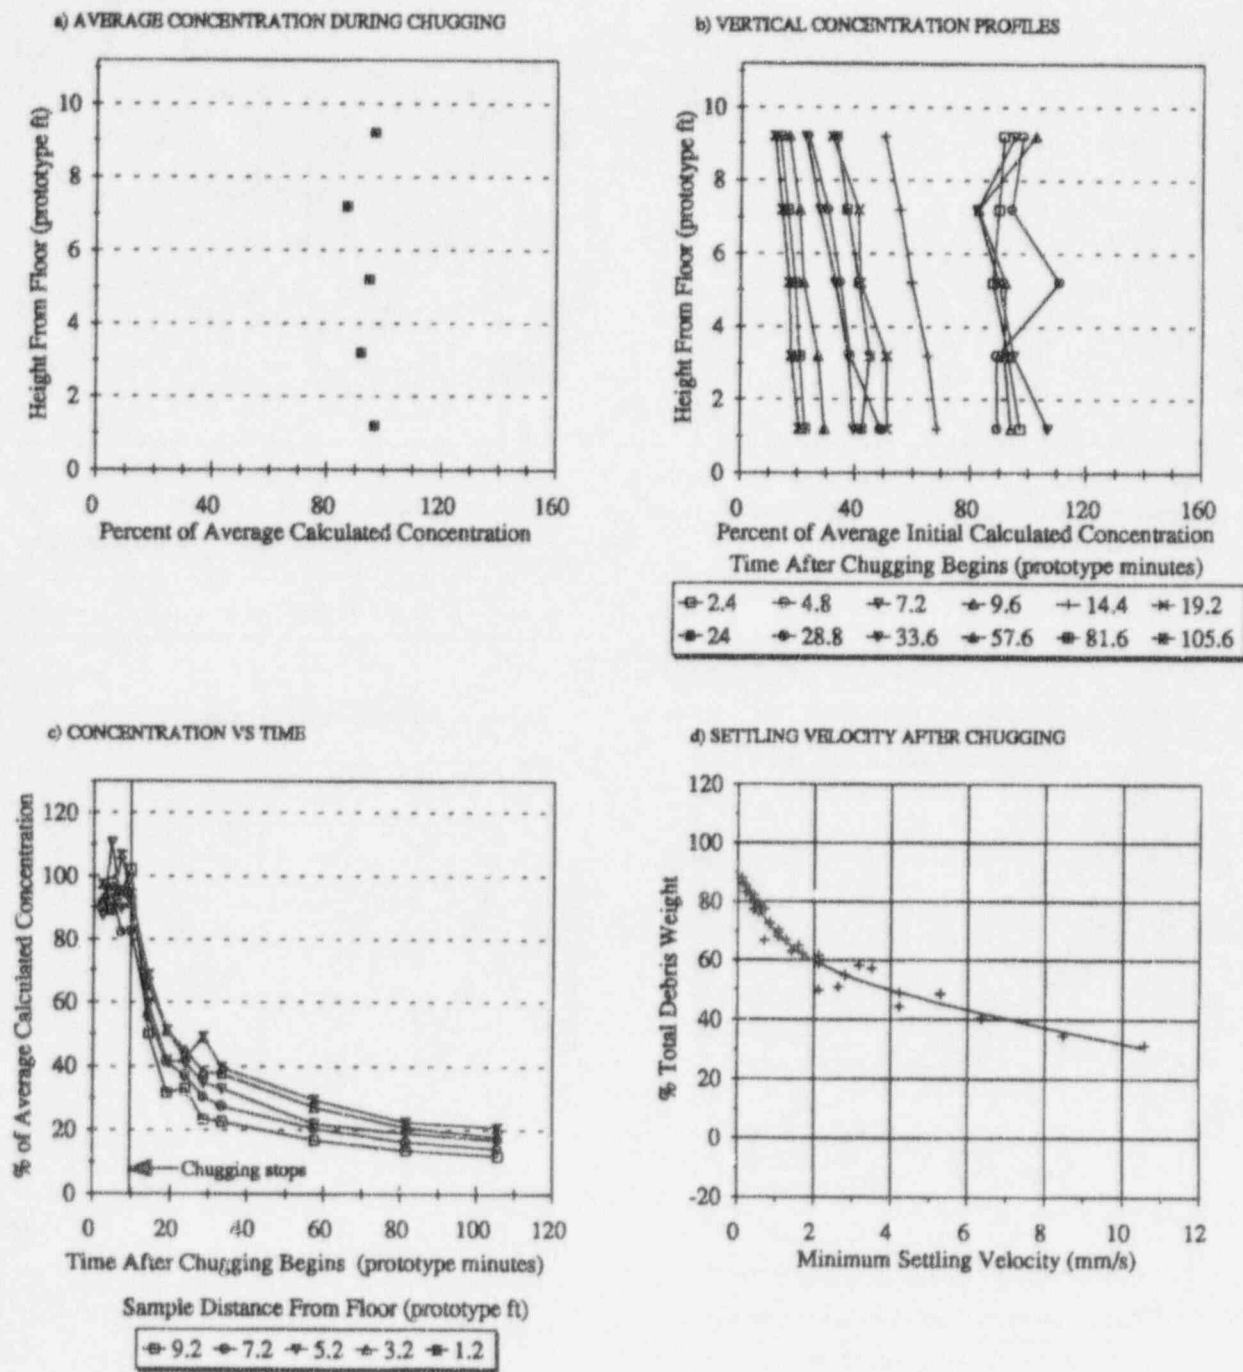 a) AVERAGE CONCENTRATION DURING CHUGGING
Height From Floor (prototype ft)
10
8
6
4
2
0
0 40 80 120 160
Percent of Average Calculated Concentration
b) VERTICAL CONCENTRATION PROFILES
Height From Floor (prototype ft)
10
8
6
4
2
0
0 40 80 120 160
Percent of Average Initial Calculated Concentration
Time After Chugging Begins (prototype minutes)
2.4 4.8 7.2 9.6 14.4 19.2
24 28.8 33.6 57.6 81.6 105.6
c) CONCENTRATION VS TIME
% of Average Calculated Concentration
120
100
80
60
40
20
0
Chugging stops
0 20 40 60 80 100 120
Time After Chugging Begins (prototype minutes)
Sample Distance From Floor (prototype ft)
9.2 7.2 5.2 3.2 1.2
d) SETTLING VELOCITY AFTER CHUGGING
% Total Debris Weight
120
100
80
60
40
20
0
-20
0 2 4 6 8 10 12
Minimum Settling Velocity (mm/s)